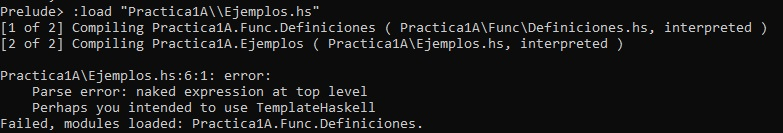 Prelude> :load "Practica1A\\Ejemplos.hs"
[1 of 2] Compiling Practica1A.Func.Definiciones ( Practica1A\Func\Definiciones.hs, interpreted )
[2 of 2] Compiling Practica1A.Ejemplos ( Practica1A\Ejemplos.hs, interpreted )

Practica1A\Ejemplos.hs:6:1: error:
    Parse error: naked expression at top level
    Perhaps you intended to use TemplateHaskell
Failed, modules loaded: Practica1A.Func.Definiciones.